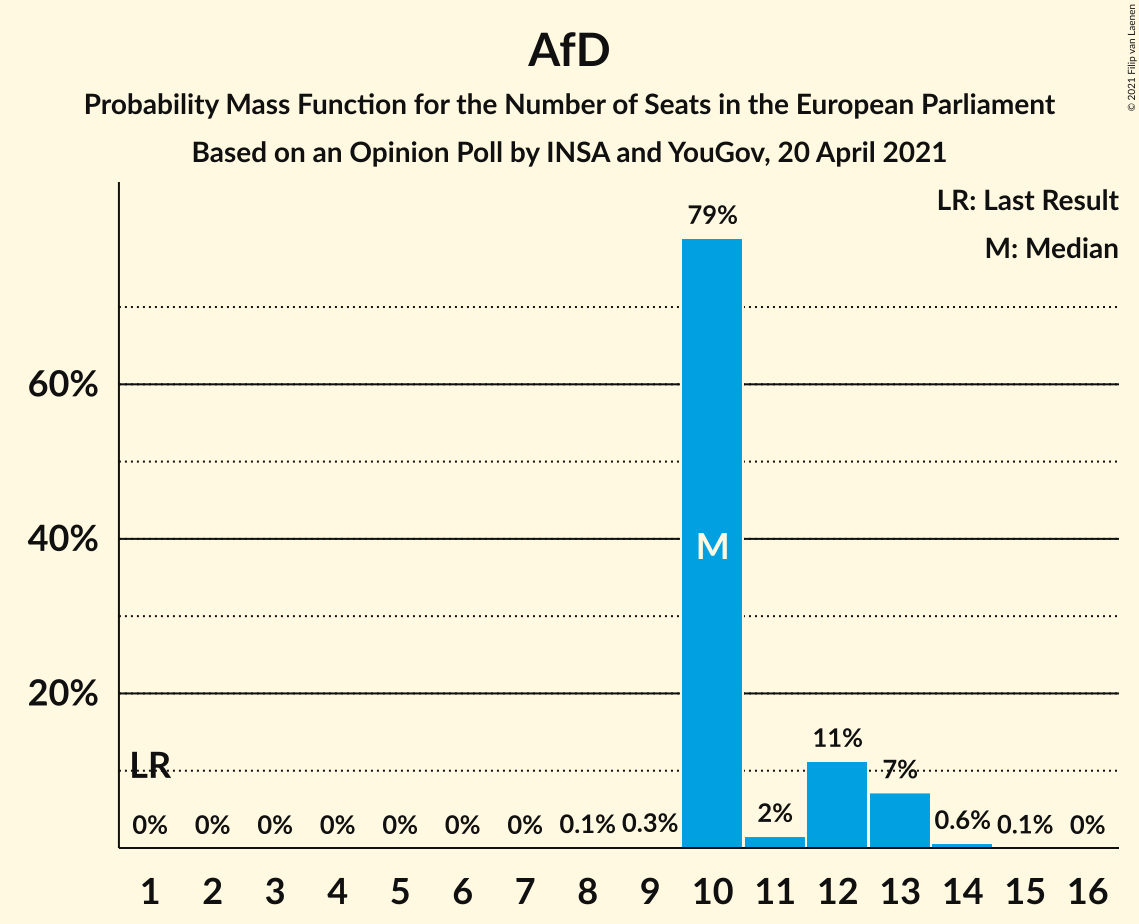 AfD
Probability Mass Function for the Number of Seats in the European Parliament
Based on an Opinion Poll by INSA and YouGov, 20 April 2021
© 2021 Filip van Laenen
LR: Last Result
M: Median
79%
60%
40%
M
20%
LR
0% 0% 0% 0% 0% 0% 0% 0.1% 0.3% 2% 11% 7% 0.6% 0.1% 0%
1 2 3 4 5 6 7 8 9 10 11 12 13 14 15 16